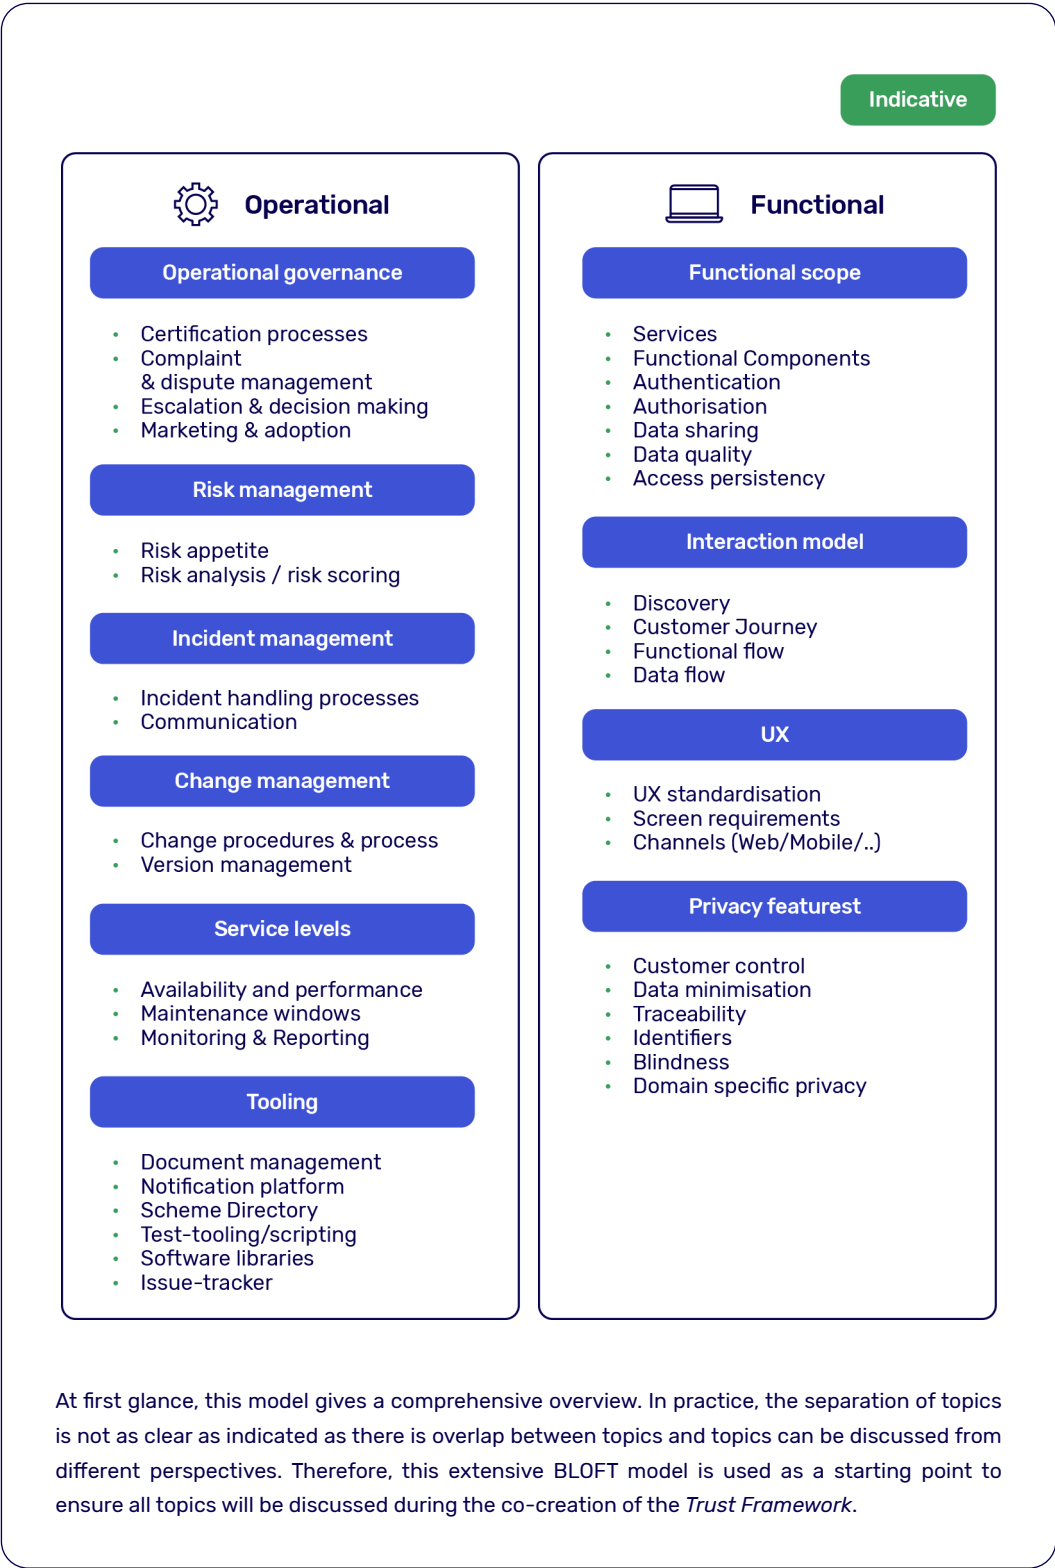 Indicative
Operational
Operational governance
• Certification processes
• Complaint
& dispute management
• Escalation & decision making
• Marketing & adoption
Risk management
• Risk appetite
• Risk analysis / risk scoring
Incident management
• Incident handling processes
• Communication
Change management
• Change procedures & process
• Version management
Service levels
• Availability and performance
• Maintenance windows
• Monitoring & Reporting
Tooling
• Document management
• Notification platform
• Scheme Directory
• Test-tooling/scripting
• Software libraries
• Issue-tracker
Functional
Functional scope
• Services
• Functional Components
• Authentication
• Authorisation
• Data sharing
• Data quality
• Access persistency
Interaction model
• Discovery
• Customer Journey
• Functional flow
• Data flow
UX
• UX standardisation
• Screen requirements
• Channels (Web/Mobile/..)
Privacy featurest
• Customer control
• Data minimisation
• Traceability
• Identifiers
• Blindness
• Domain specific privacy
At first glance, this model gives a comprehensive overview. In practice, the separation of topics
is not as clear as indicated as there is overlap between topics and topics can be discussed from
different perspectives. Therefore, this extensive BLOFT model is used as a starting point to
ensure all topics will be discussed during the co-creation of the Trust Framework.